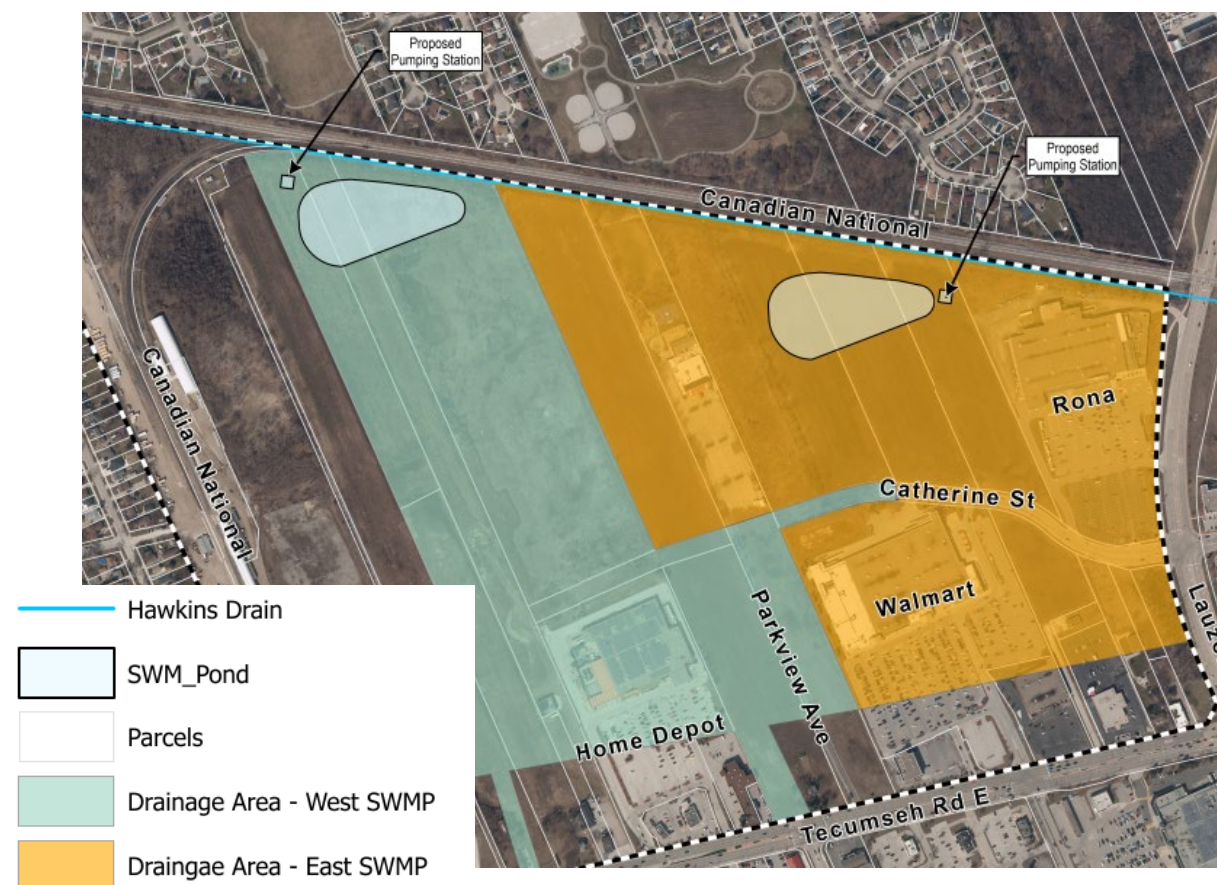 Proposed
Pumping Station
Proposed
Pumping Station
Canadian National
Canadian National
Rona
Catherine St
Walmart
Parkview Ave
Home Depot
Tecumseh Rd E
Hawkins Drain
SWM_Pond
Parcels
Drainage Area - West SWMP
Draingae Area - East SWMP